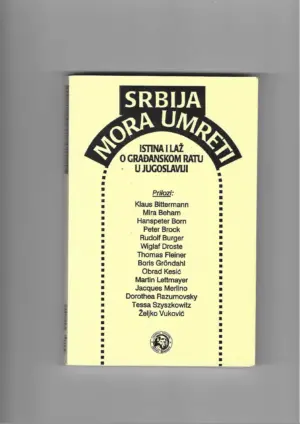 SRBIJA
MORA UMRETI
ISTINA I LAŽ
O GRAĐANSKOM RATU
U JUGOSLAVIJI
Prilozi:
Klaus Bittermann
Mira Beham
Hanspeter Born
Peter Brock
Rudolf Burger
Wiglaf Droste
Thomas Fleiner
Boris Gröndahl
Obrad Kesić
Martin Lettmayer
Jacques Merlino
Dorothea Razumovsky
Tessa Szyszkowitz
Željko Vuković